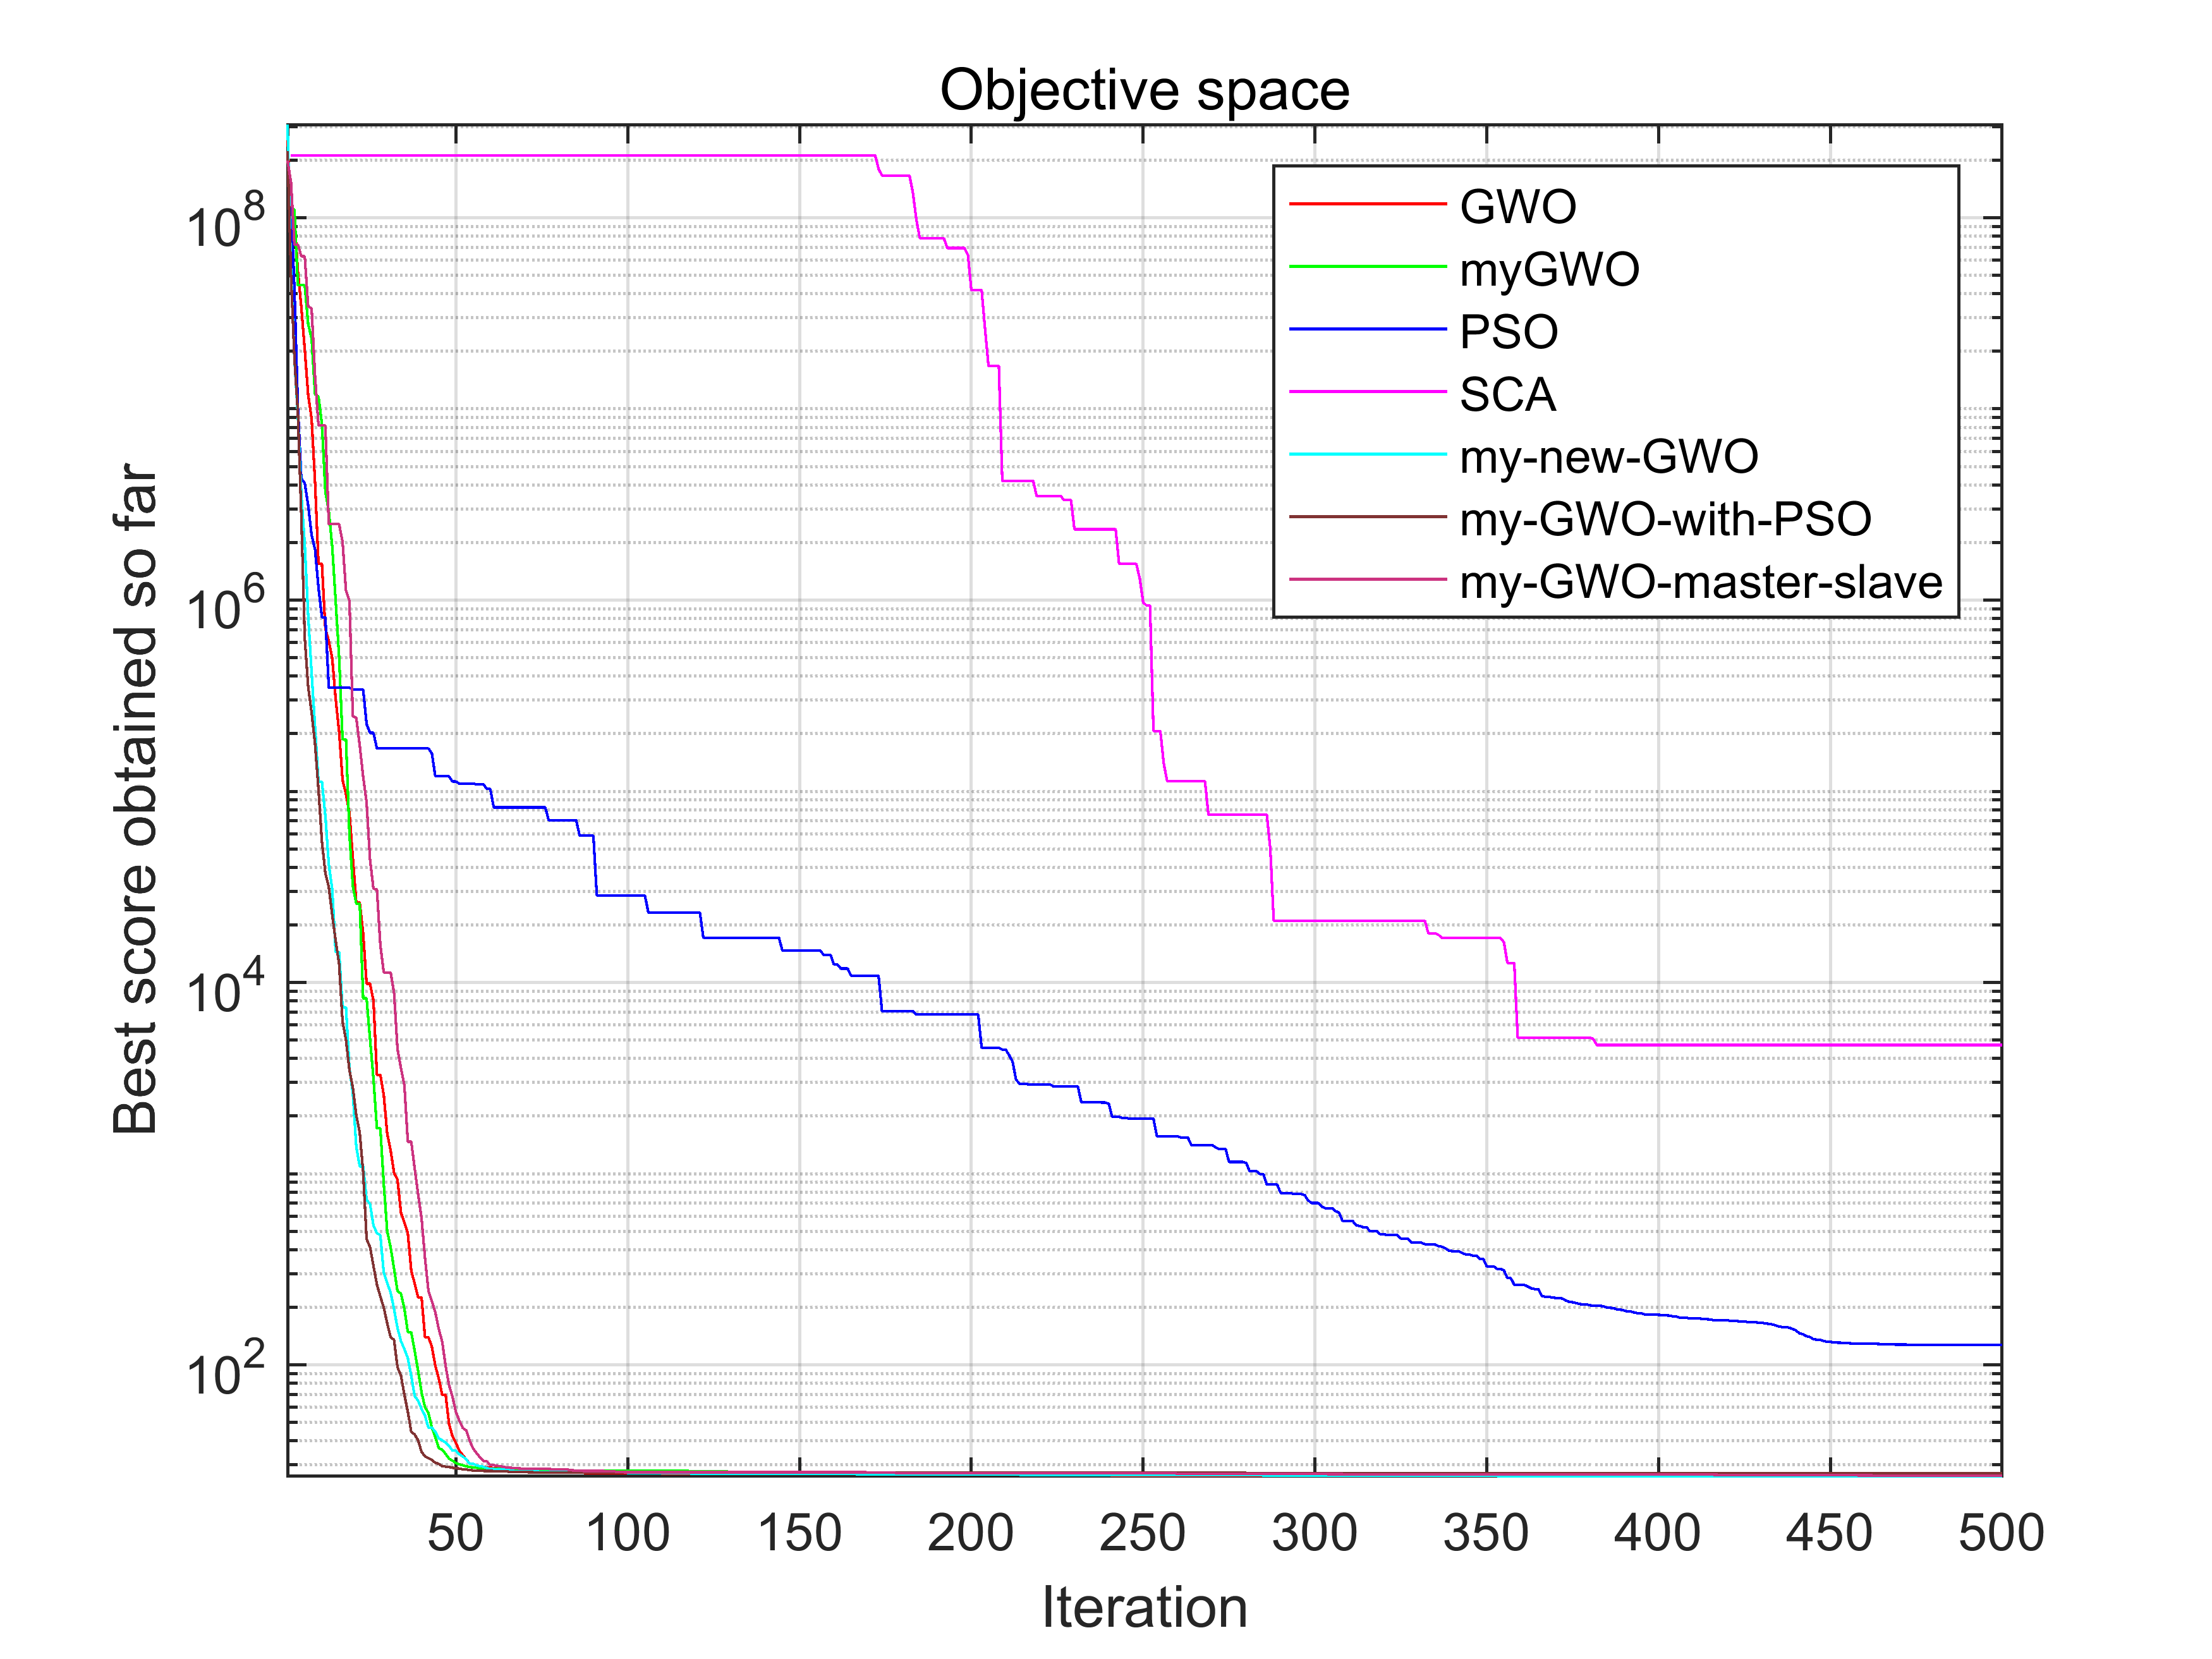 Objective space
10^8
10^6
10^4
10^2
Best score obtained so far
GWO
myGWO
PSO
SCA
my-new-GWO
my-GWO-with-PSO
my-GWO-master-slave
50 100 150 200 250 300 350 400 450 500
Iteration